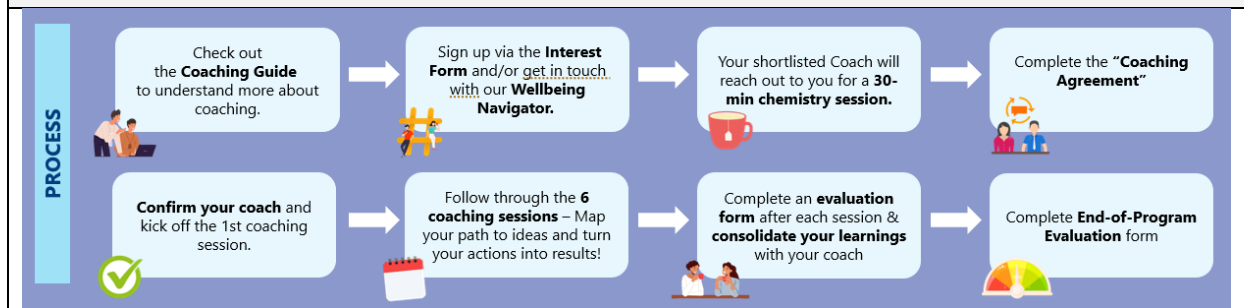 PROCESS
Check out
the Coaching Guide
to understand more about
coaching.
Sign up via the Interest
Form and/or get in touch
with our Wellbeing
Navigator.
Your shortlisted Coach will
reach out to you for a 30-
min chemistry session.
Complete the “Coaching
Agreement”
Confirm your coach and
kick off the 1st coaching
session.
Follow through the 6
coaching sessions – Map
your path to ideas and turn
your actions into results!
Complete an evaluation
form after each session &
consolidate your learnings
with your coach
Complete End-of-Program
Evaluation form